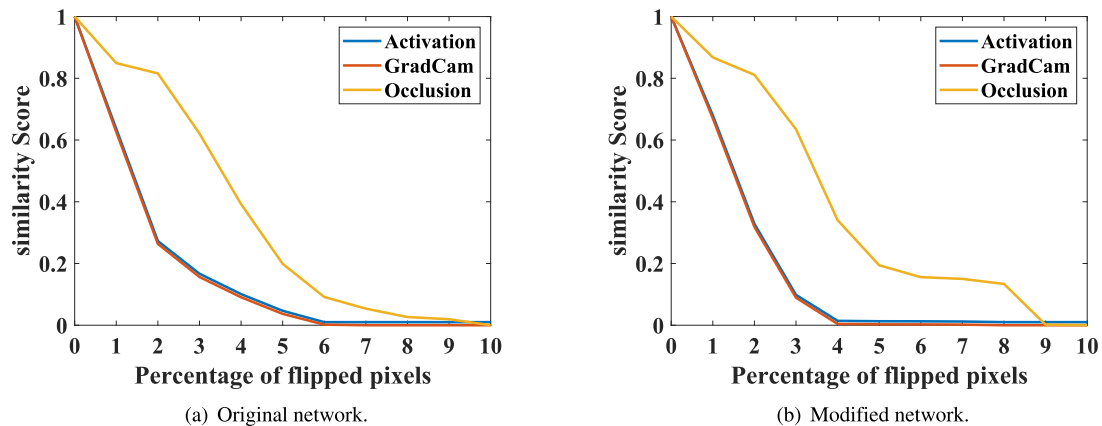 1
0.8
0.6
0.4
0.2
0
similarity Score
0 1 2 3 4 5 6 7 8 9 10
Percentage of flipped pixels
Activation
GradCam
Occlusion
(a) Original network.
1
0.8
0.6
0.4
0.2
0
similarity Score
0 1 2 3 4 5 6 7 8 9 10
Percentage of flipped pixels
Activation
GradCam
Occlusion
(b) Modified network.